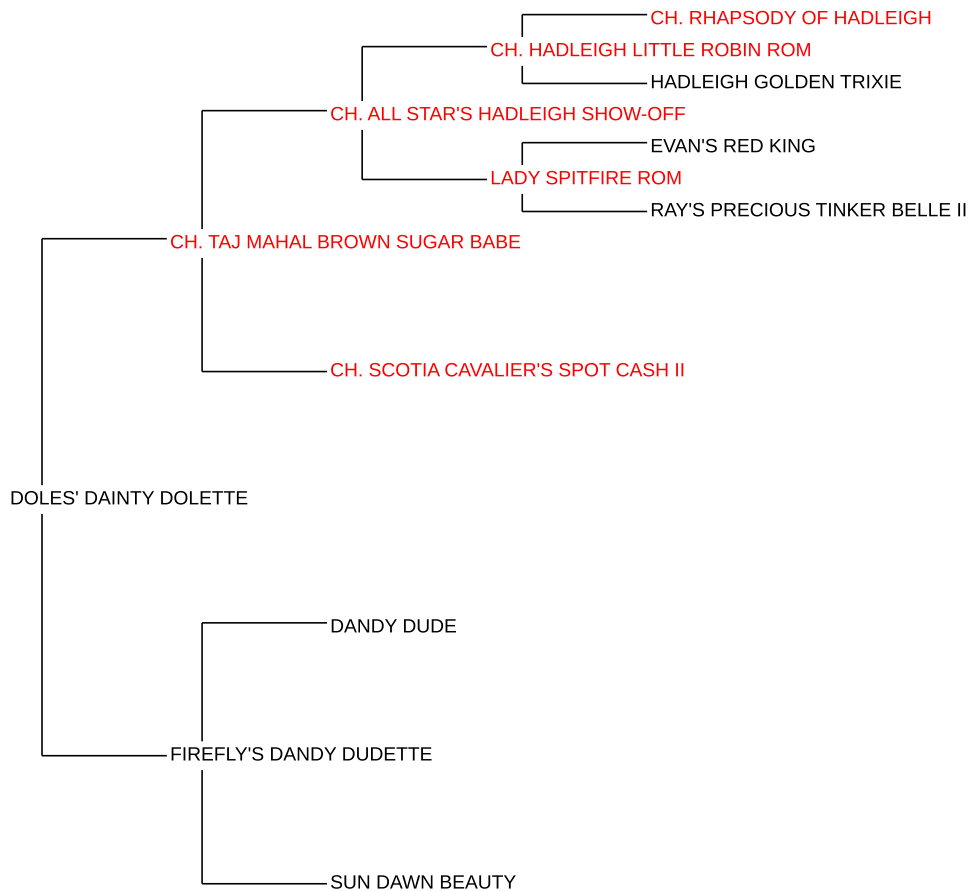 CH. RHAPSODY OF HADLEIGH
CH. HADLEIGH LITTLE ROBIN ROM
HADLEIGH GOLDEN TRIXIE
CH. ALL STAR'S HADLEIGH SHOW-OFF
EVAN'S RED KING
LADY SPITFIRE ROM
RAY'S PRECIOUS TINKER BELLE II
CH. TAJ MAHAL BROWN SUGAR BABE
CH. SCOTIA CAVALIER'S SPOT CASH II
DOLES' DAINTY DOLETTE
DANDY DUDE
FIREFLY'S DANDY DUDETTE
SUN DAWN BEAUTY